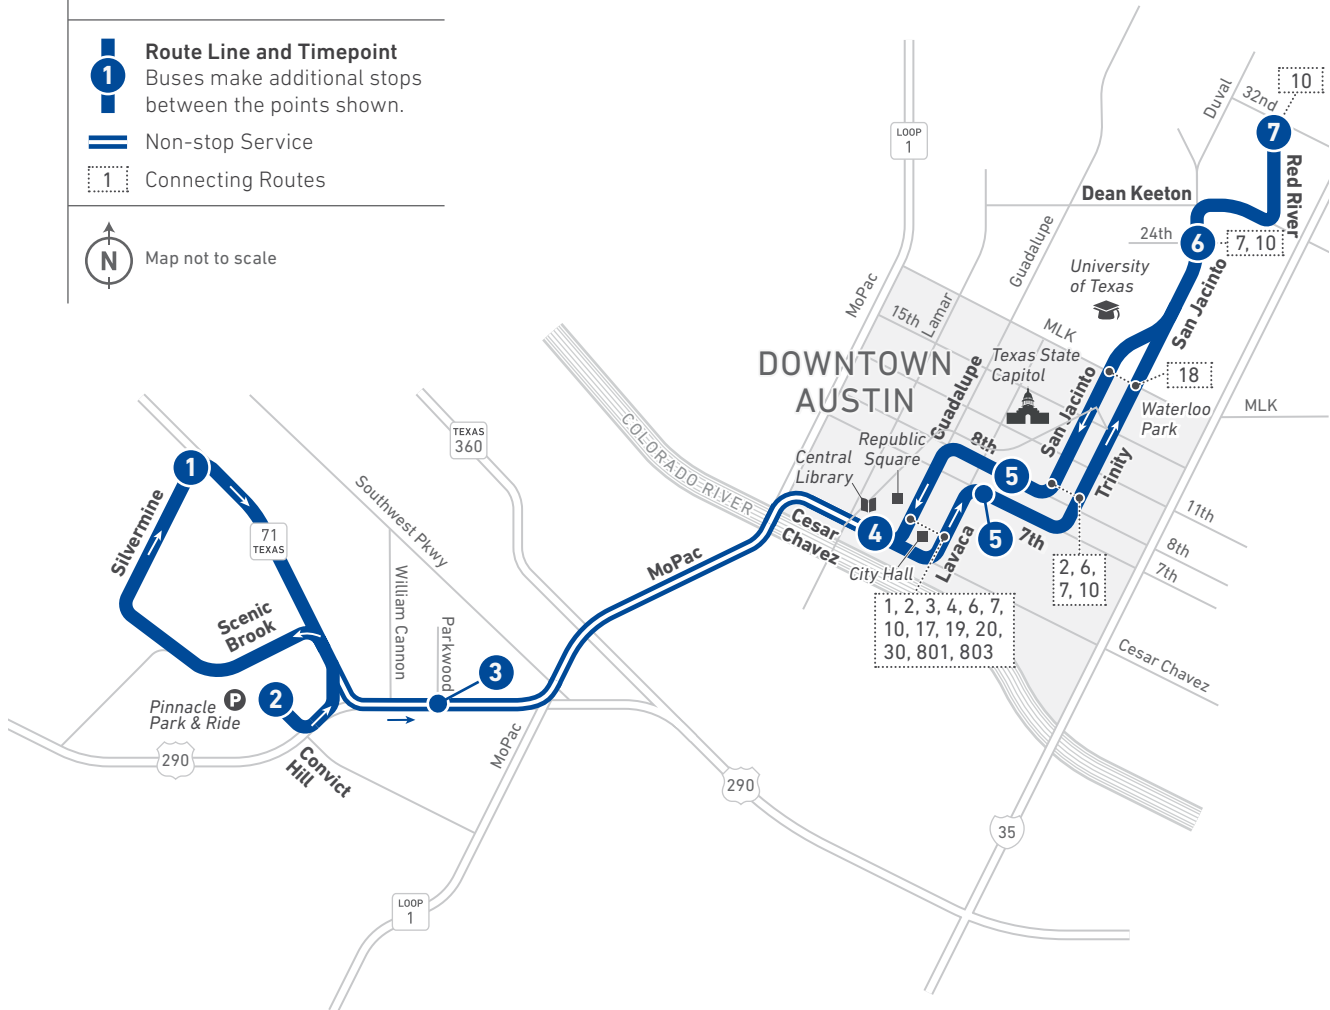 Route Line and Timepoint
1
Buses make additional stops
between the points shown.
Non-stop Service
1
Connecting Routes
N
Map not to scale
10
32nd
Duval
7
Red River
LOOP
1
Dean Keeton
24th
6
7, 10
Guadalupe
University
of Texas
San Jacinto
MoPac
Lamar
15th
MLK
DOWNTOWN
AUSTIN
Texas State
Capitol
18
Guadalupe
San Jacinto
Waterloo
Park
MLK
TEXAS
360
COLORADO RIVER
Republic
Square
8th
Central
Library
Trinity
1
5
Southwest Pkwy
Silvermine
71
TEXAS
Cesar
Chavez
4
5
7th
Lavaca
11th
8th
7th
City Hall
MoPac
2, 6,
7, 10
William Cannon
Scenic
Brook
Parkwood
1, 2, 3, 4, 6, 7,
10, 17, 19, 20,
30, 801, 803
Cesar Chavez
3
2
P
Pinnacle
Park & Ride
290
Convict
Hill
MoPac
290
35
LOOP
1